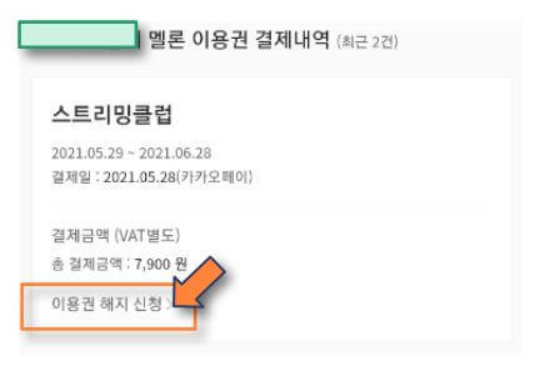 멜론 이용권 결제내역 (최근 2건)
스트리밍클럽
2021.05.29 ~ 2021.06.28
결제일 : 2021.05.28(카카오페이)
결제금액 (VAT별도)
총 결제금액 : 7,900 원
이용권 해지 신청 >